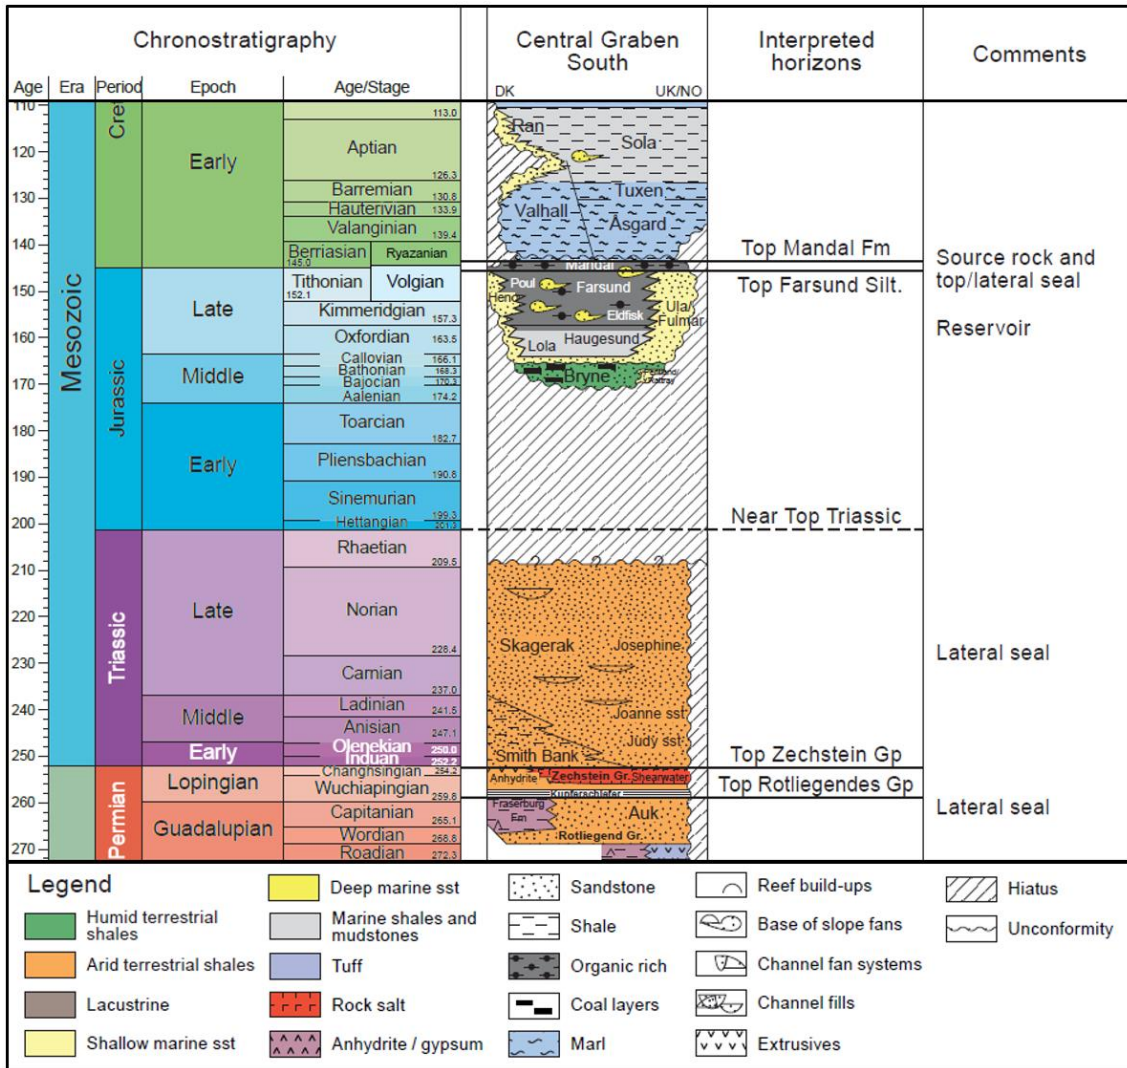 Chronostratigraphy
Central Graben
South
Interpreted
horizons
Comments
Age
Era
Period
Epoch
Age/Stage
DK
UK/NO
110
120
130
140
150
160
170
180
190
200
210
220
230
240
250
260
270
Mesozoic
Cret
Jurassic
Triassic
Permian
Early
Late
Middle
Early
Late
Middle
Early
Lopingian
Guadalupian
113.0
Aptian
126.3
Barremian
130.8
Hauterivian
133.9
Valanginian
139.4
Berriasian
145.0
Ryazanian
Tithonian
152.1
Volgian
Kimmeridgian
157.3
Oxfordian
163.5
Callovian
166.1
Bathonian
168.3
Bajocian
170.3
Aalenian
174.2
Toarcian
182.7
Pliensbachian
190.8
Sinemurian
199.3
Hettangian
201.3
Rhaetian
209.5
Norian
228.4
Carnian
237.0
Ladinian
241.5
Anisian
247.1
Olenekian
250.0
Induan
252.2
Changhsingian
254.2
Wuchiapingian
259.8
Capitanian
265.1
Wordian
268.8
Roadian
272.3
Ran
Sola
Tuxen
Valhall
Åsgard
Mandal
Poul
Farsund
Heno
Eldfisk
Ula/
Fulmar
Lola
Haugesund
Bryne
? ? ?
Skagerak
Josephine
Joanne sst
Judy sst
Smith Bank
Anhydrite
Zechstein Gr.
Shearwater
Kupferschiefer
Fraserburg
Fm
Auk
Rotliegend Gr.
Top Mandal Fm
Top Farsund Silt.
Near Top Triassic
Top Zechstein Gp
Top Rotliegendes Gp
Source rock and
top/lateral seal
Reservoir
Lateral seal
Lateral seal
Legend
Humid terrestrial
shales
Arid terrestrial shales
Lacustrine
Shallow marine sst
Deep marine sst
Marine shales and
mudstones
Tuff
Rock salt
Anhydrite / gypsum
Sandstone
Shale
Organic rich
Coal layers
Marl
Reef build-ups
Base of slope fans
Channel fan systems
Channel fills
Extrusives
Hiatus
Unconformity